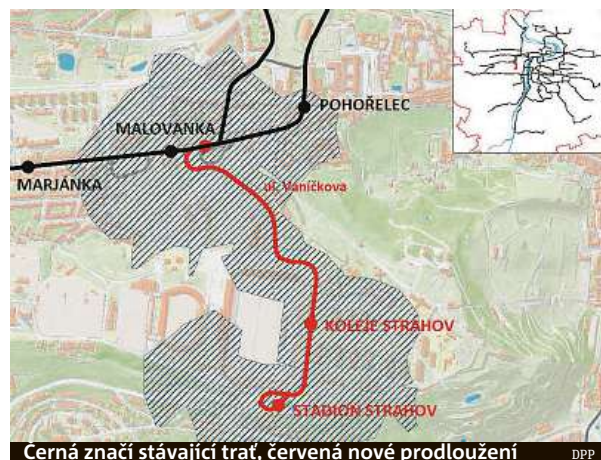 POHOŘELEC
MALOVANKA
MARJÁNKA
ul. Vaníčkova
KOLEJE STRAHOV
STADION STRAHOV
Černá značí stávající trať, červená nové prodloužení
DPP